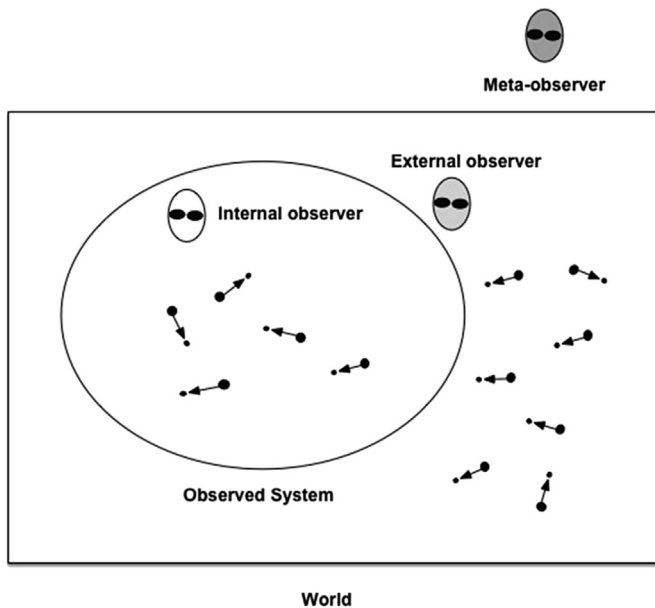 Meta-observer
External observer
Internal observer
Observed System
World